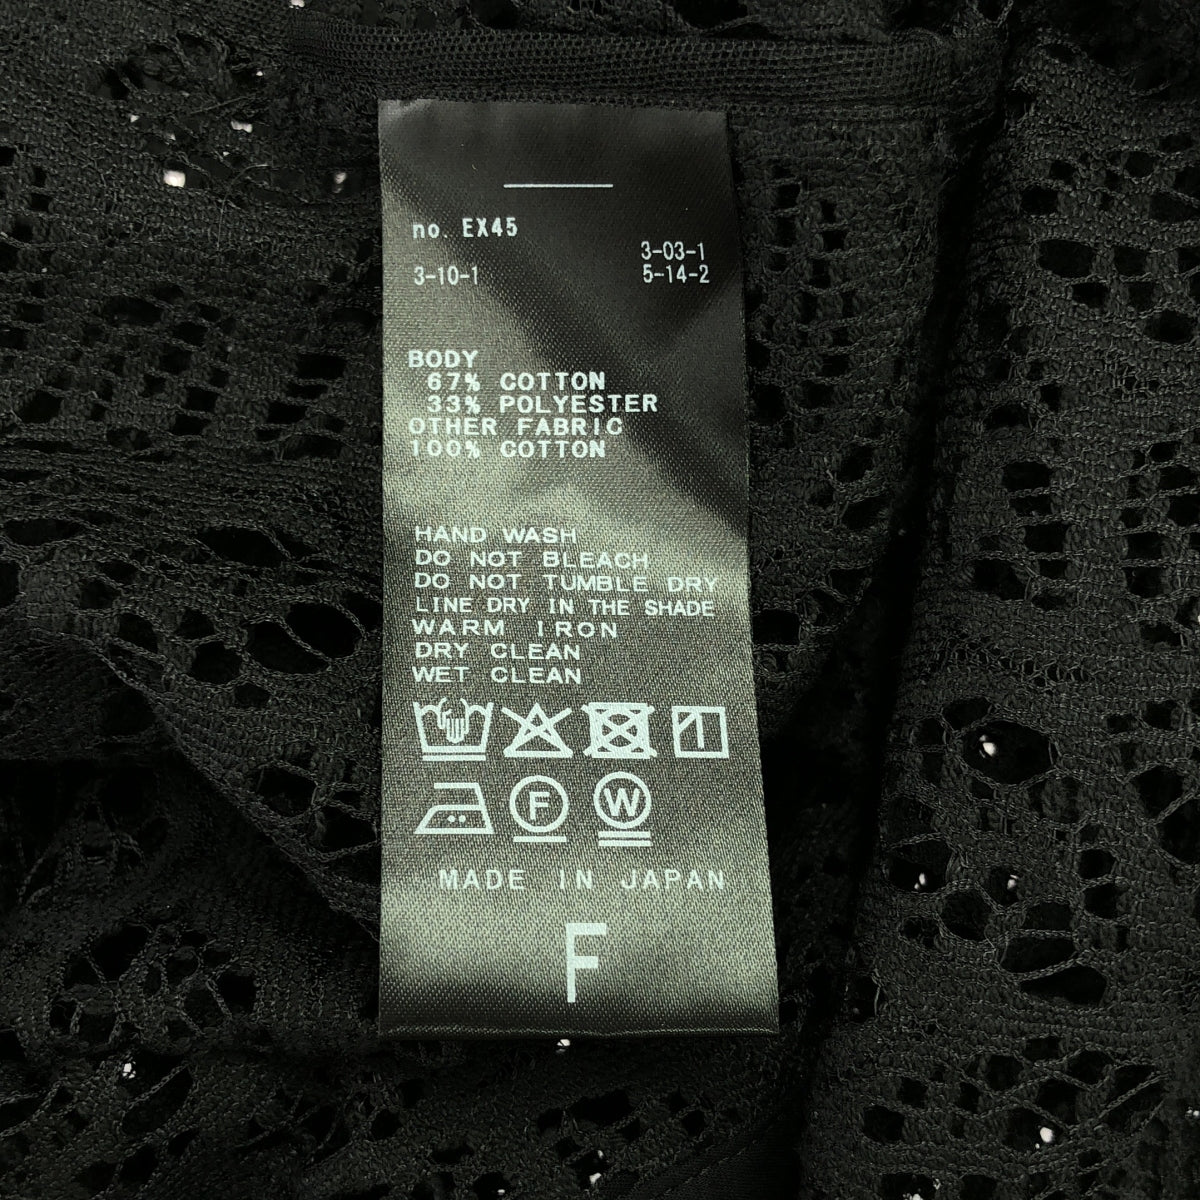 no. EX45
3-03-1
3-10-1 5-14-2
BODY
67% COTTON
33% POLYESTER
OTHER FABRIC
100% COTTON
HAND WASH
DO NOT BLEACH
DO NOT TUMBLE DRY
LINE DRY IN THE SHADE
WARM IRON
DRY CLEAN
WET CLEAN
F W
MADE IN JAPAN
F